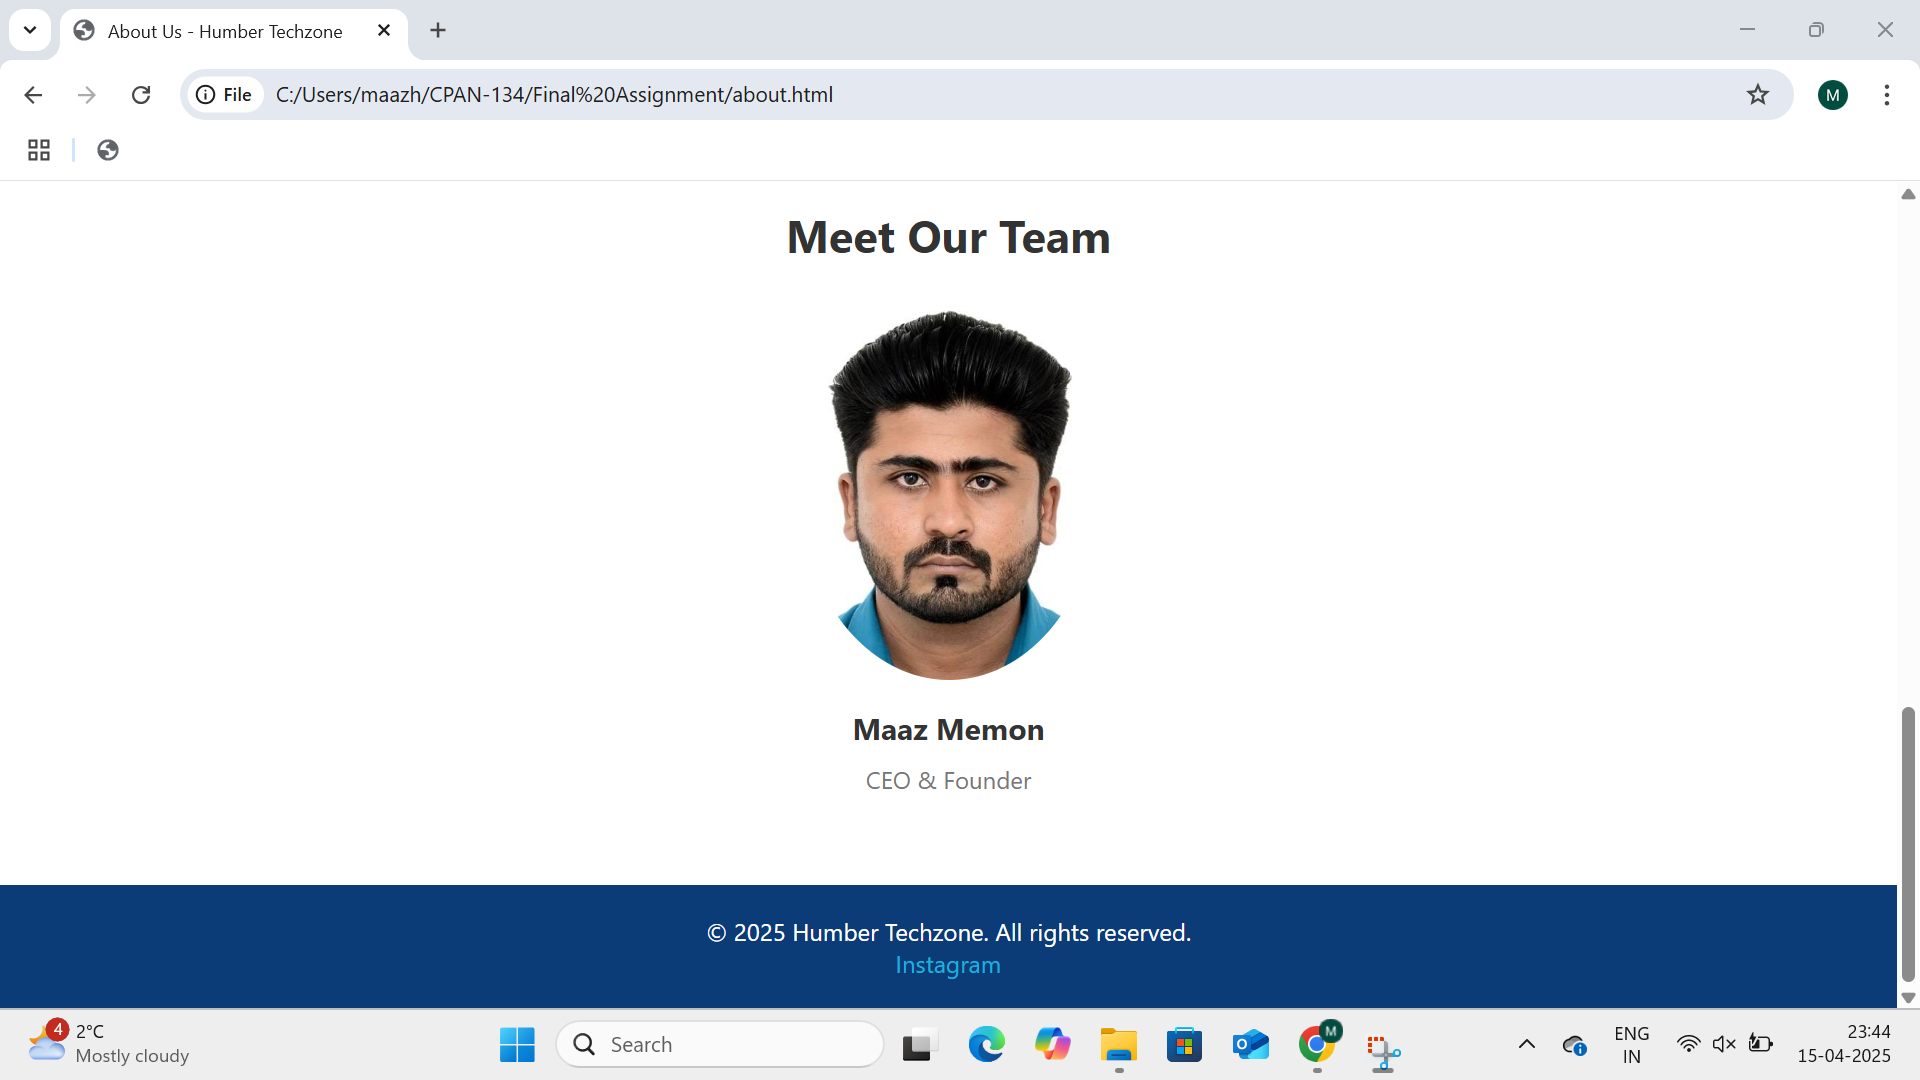 About Us - Humber Techzone
File
C:/Users/maazh/CPAN-134/Final%20Assignment/about.html
M
Meet Our Team
Maaz Memon
CEO & Founder
© 2025 Humber Techzone. All rights reserved.
Instagram
4
2°C
Mostly cloudy
Search
M
ENG
IN
23:44
15-04-2025